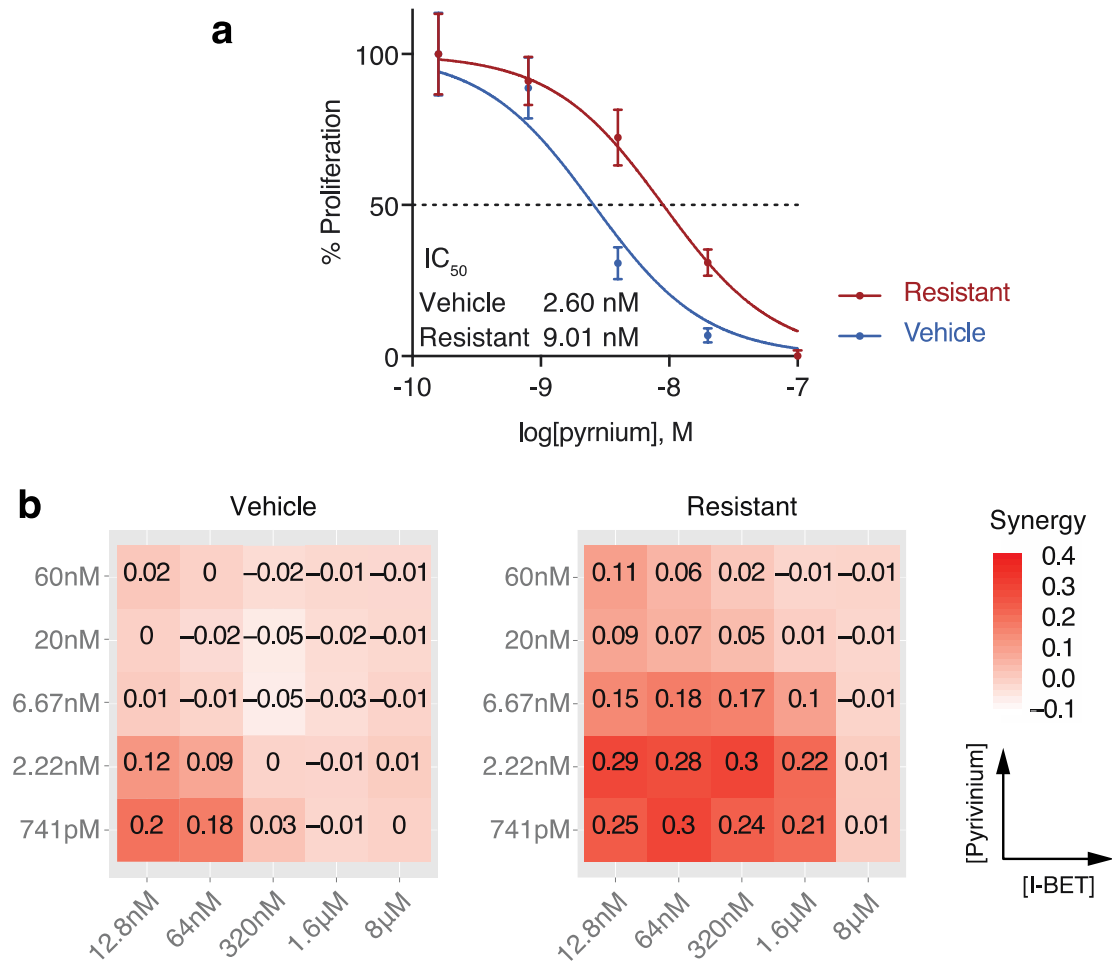 a
% Proliferation
100
50
0
IC50
Vehicle 2.60 nM
Resistant 9.01 nM
-10 -9 -8 -7
log[pyrnium], M
Resistant
Vehicle
b
Vehicle
60nM 0.02 0 −0.02 −0.01 −0.01
20nM 0 −0.02 −0.05 −0.02 −0.01
6.67nM 0.01 −0.01 −0.05 −0.03 −0.01
2.22nM 0.12 0.09 0 −0.01 0.01
741pM 0.2 0.18 0.03 −0.01 0
12.8nM 64nM 320nM 1.6µM 8µM
Resistant
60nM 0.11 0.06 0.02 −0.01 −0.01
20nM 0.09 0.07 0.05 0.01 −0.01
6.67nM 0.15 0.18 0.17 0.1 −0.01
2.22nM 0.29 0.28 0.3 0.22 0.01
741pM 0.25 0.3 0.24 0.21 0.01
12.8nM 64nM 320nM 1.6µM 8µM
Synergy
0.4
0.3
0.2
0.1
0.0
−0.1
[Pyrivinium]
[I-BET]